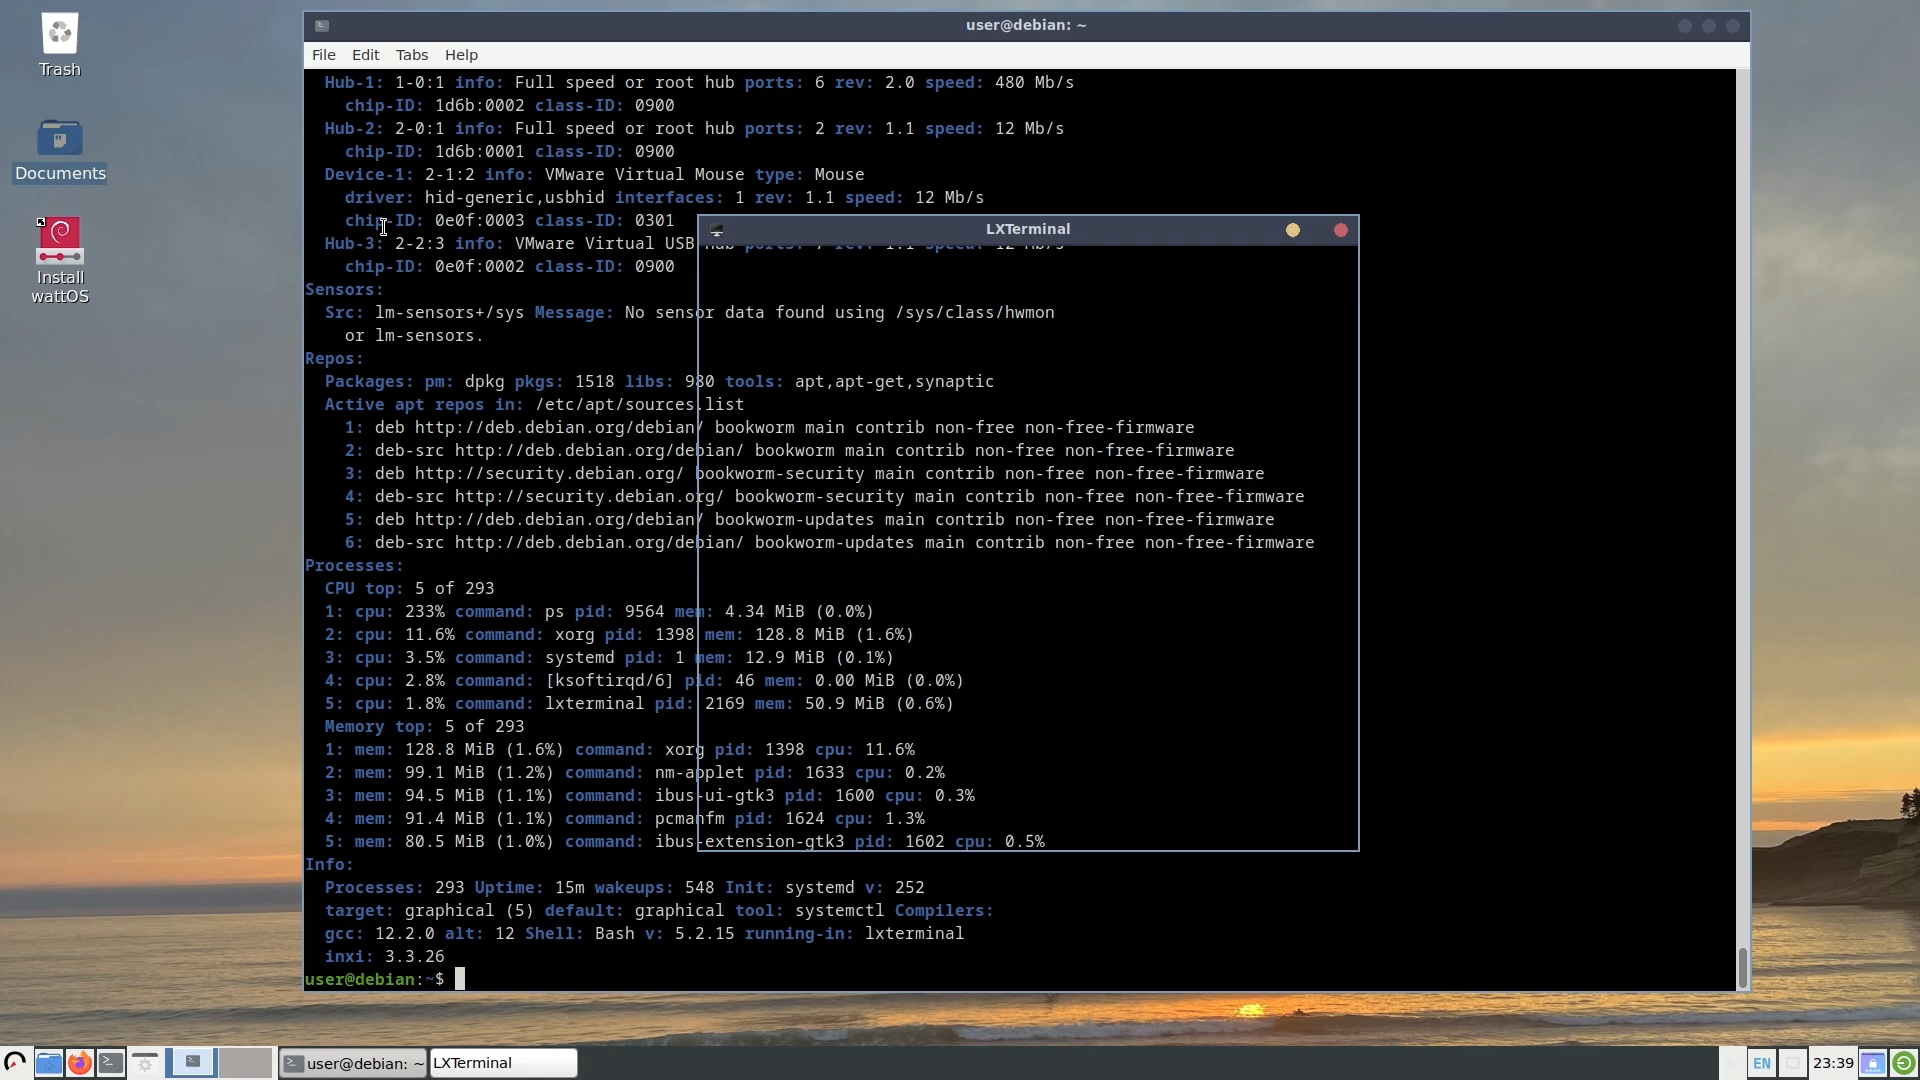 Trash
Documents
Install
wattOS
user@debian: ~
File Edit Tabs Help
Hub-1: 1-0:1 info: Full speed or root hub ports: 6 rev: 2.0 speed: 480 Mb/s
chip-ID: 1d6b:0002 class-ID: 0900
Hub-2: 2-0:1 info: Full speed or root hub ports: 2 rev: 1.1 speed: 12 Mb/s
chip-ID: 1d6b:0001 class-ID: 0900
Device-1: 2-1:2 info: VMware Virtual Mouse type: Mouse
driver: hid-generic,usbhid interfaces: 1 rev: 1.1 speed: 12 Mb/s
chip-ID: 0e0f:0003 class-ID: 0301
LXTerminal
Hub-3: 2-2:3 info: VMware Virtual USB Hub ports: 7 rev: 1.1 speed: 12 Mb/s
chip-ID: 0e0f:0002 class-ID: 0900
Sensors:
Src: lm-sensors+/sys Message: No sensor data found using /sys/class/hwmon
or lm-sensors.
Repos:
Packages: pm: dpkg pkgs: 1518 libs: 980 tools: apt,apt-get,synaptic
Active apt repos in: /etc/apt/sources.list
1: deb http://deb.debian.org/debian/ bookworm main contrib non-free non-free-firmware
2: deb-src http://deb.debian.org/debian/ bookworm main contrib non-free non-free-firmware
3: deb http://security.debian.org/ bookworm-security main contrib non-free non-free-firmware
4: deb-src http://security.debian.org/ bookworm-security main contrib non-free non-free-firmware
5: deb http://deb.debian.org/debian/ bookworm-updates main contrib non-free non-free-firmware
6: deb-src http://deb.debian.org/debian/ bookworm-updates main contrib non-free non-free-firmware
Processes:
CPU top: 5 of 293
1: cpu: 233% command: ps pid: 9564 mem: 4.34 MiB (0.0%)
2: cpu: 11.6% command: xorg pid: 1398 mem: 128.8 MiB (1.6%)
3: cpu: 3.5% command: systemd pid: 1 mem: 12.9 MiB (0.1%)
4: cpu: 2.8% command: [ksoftirqd/6] pid: 46 mem: 0.00 MiB (0.0%)
5: cpu: 1.8% command: lxterminal pid: 2169 mem: 50.9 MiB (0.6%)
Memory top: 5 of 293
1: mem: 128.8 MiB (1.6%) command: xorg pid: 1398 cpu: 11.6%
2: mem: 99.1 MiB (1.2%) command: nm-applet pid: 1633 cpu: 0.2%
3: mem: 94.5 MiB (1.1%) command: ibus-ui-gtk3 pid: 1600 cpu: 0.3%
4: mem: 91.4 MiB (1.1%) command: pcmanfm pid: 1624 cpu: 1.3%
5: mem: 80.5 MiB (1.0%) command: ibus-extension-gtk3 pid: 1602 cpu: 0.5%
Info:
Processes: 293 Uptime: 15m wakeups: 548 Init: systemd v: 252
target: graphical (5) default: graphical tool: systemctl Compilers:
gcc: 12.2.0 alt: 12 Shell: Bash v: 5.2.15 running-in: lxterminal
inxi: 3.3.26
user@debian:~$
user@debian: ~ LXTerminal EN 23:39